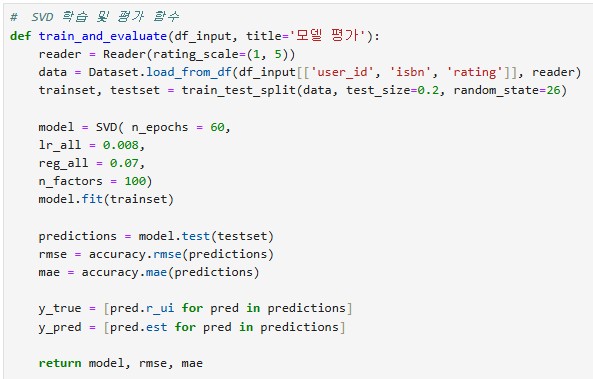 #  SVD 학습 및 평가 함수
def train_and_evaluate(df_input, title='모델 평가'):
    reader = Reader(rating_scale=(1, 5))
    data = Dataset.load_from_df(df_input[['user_id', 'isbn', 'rating']], reader)
    trainset, testset = train_test_split(data, test_size=0.2, random_state=26)
    model = SVD( n_epochs = 60,
    lr_all = 0.008,
    reg_all = 0.07,
    n_factors = 100)
    model.fit(trainset)
    predictions = model.test(testset)
    rmse = accuracy.rmse(predictions)
    mae = accuracy.mae(predictions)
    y_true = [pred.r_ui for pred in predictions]
    y_pred = [pred.est for pred in predictions]
    return model, rmse, mae